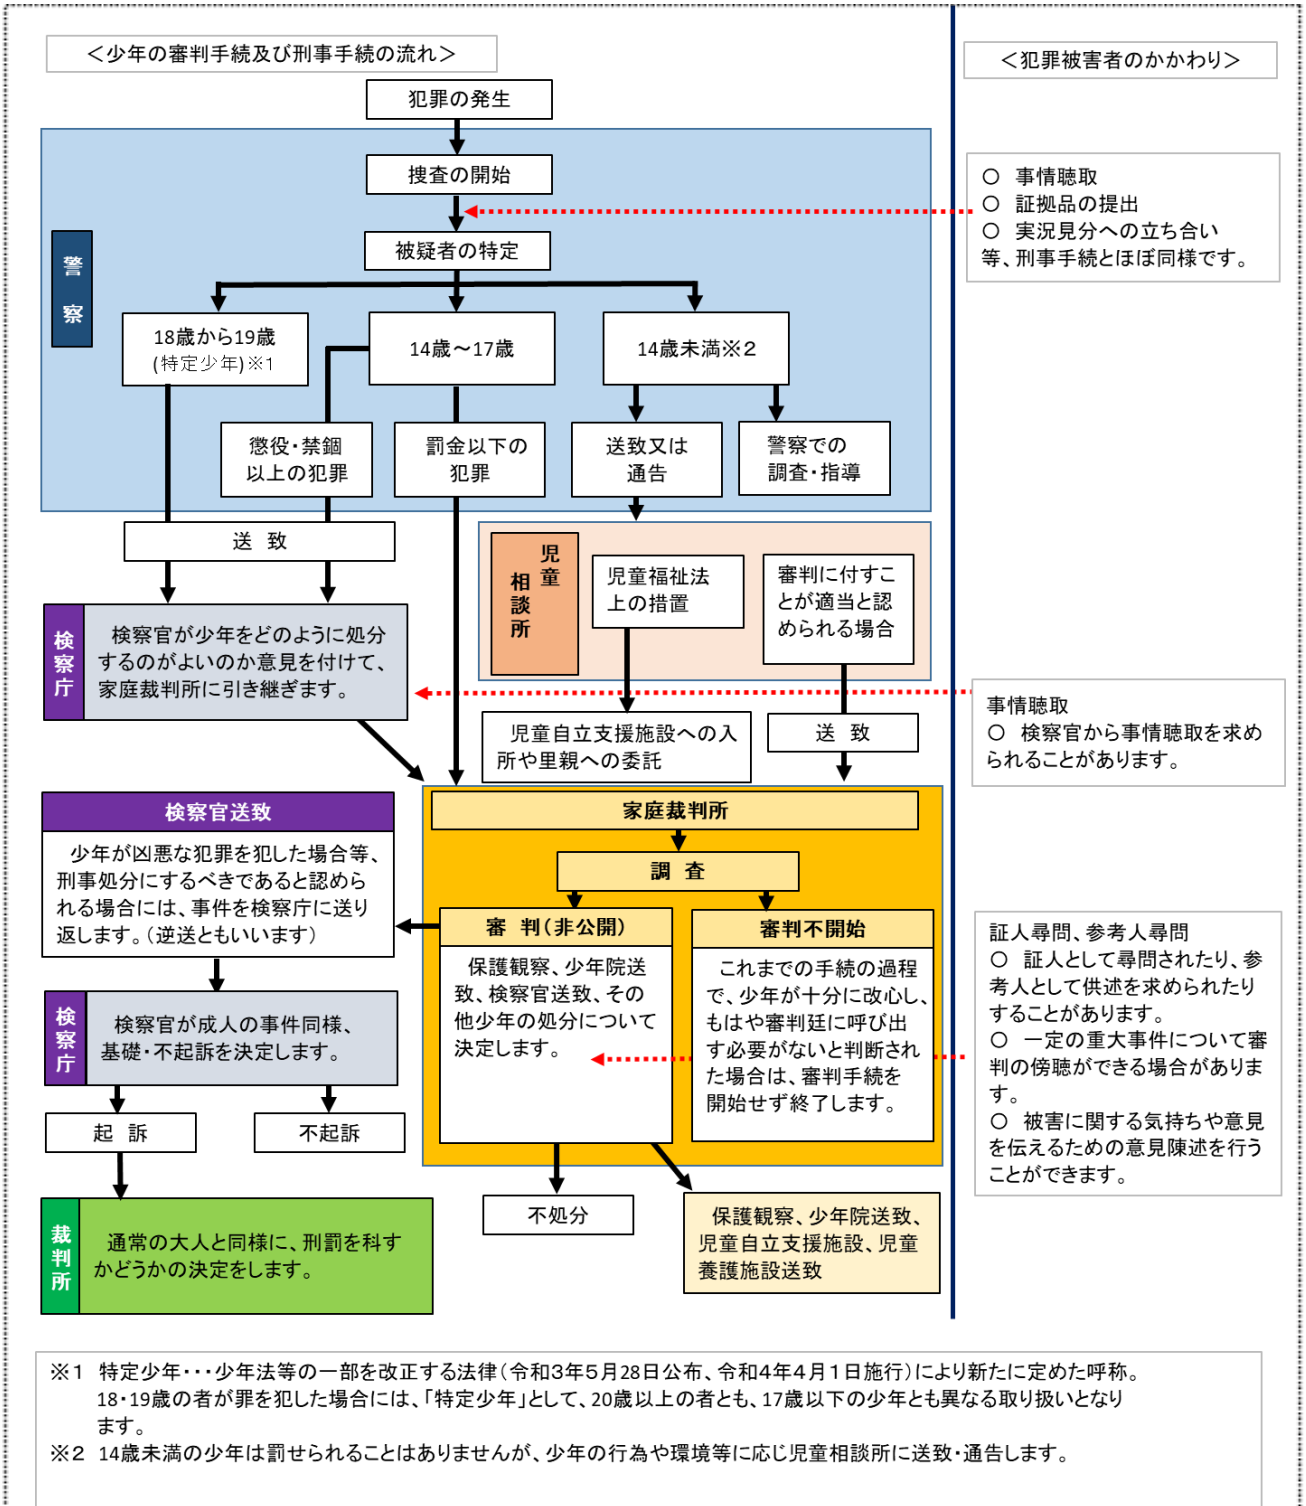 ＜少年の審判手続及び刑事手続の流れ＞
＜犯罪被害者のかかわり＞
犯罪の発生
捜査の開始
○　事情聴取
○　証拠品の提出
○　実況見分への立ち合い
等、刑事手続とほぼ同様です。
被疑者の特定
警察
18歳から19歳
(特定少年)※1
14歳～17歳
14歳未満※２
懲役・禁錮
以上の犯罪
罰金以下の
犯罪
送致又は
通告
警察での
調査・指導
送　致
児童
相談所
児童福祉法
上の措置
審判に付すこ
とが適当と認
められる場合
検察庁
検察官が少年をどのように処分
するのがよいのか意見を付けて、
家庭裁判所に引き継ぎます。
事情聴取
○　検察官から事情聴取を求め
られることがあります。
児童自立支援施設への入
所や里親への委託
送　致
検察官送致
少年が凶悪な犯罪を犯した場合等、
刑事処分にするべきであると認めら
れる場合には、事件を検察庁に送り
返します。（逆送ともいいます）
家庭裁判所
調　査
審　判（非公開）
保護観察、少年院送
致、検察官送致、その
他少年の処分について
決定します。
審判不開始
これまでの手続の過程
で、少年が十分に改心し、
もはや審判廷に呼び出
す必要がないと判断され
た場合は、審判手続を
開始せず終了します。
証人尋問、参考人尋問
○　証人として尋問されたり、参
考人として供述を求められたり
することがあります。
○　一定の重大事件について審
判の傍聴ができる場合がありま
す。
○　被害に関する気持ちや意見
を伝えるための意見陳述を行う
ことができます。
検察庁
検察官が成人の事件同様、
基礎・不起訴を決定します。
起　訴
不起訴
不処分
保護観察、少年院送致、
児童自立支援施設、児童
養護施設送致
裁判所
通常の大人と同様に、刑罰を科す
かどうかの決定をします。
※１　特定少年・・・少年法等の一部を改正する法律（令和３年５月28日公布、令和４年４月１日施行）により新たに定めた呼称。
18・19歳の者が罪を犯した場合には、「特定少年」として、20歳以上の者とも、17歳以下の少年とも異なる取り扱いとなり
ます。
※２　14歳未満の少年は罰せられることはありませんが、少年の行為や環境等に応じ児童相談所に送致・通告します。